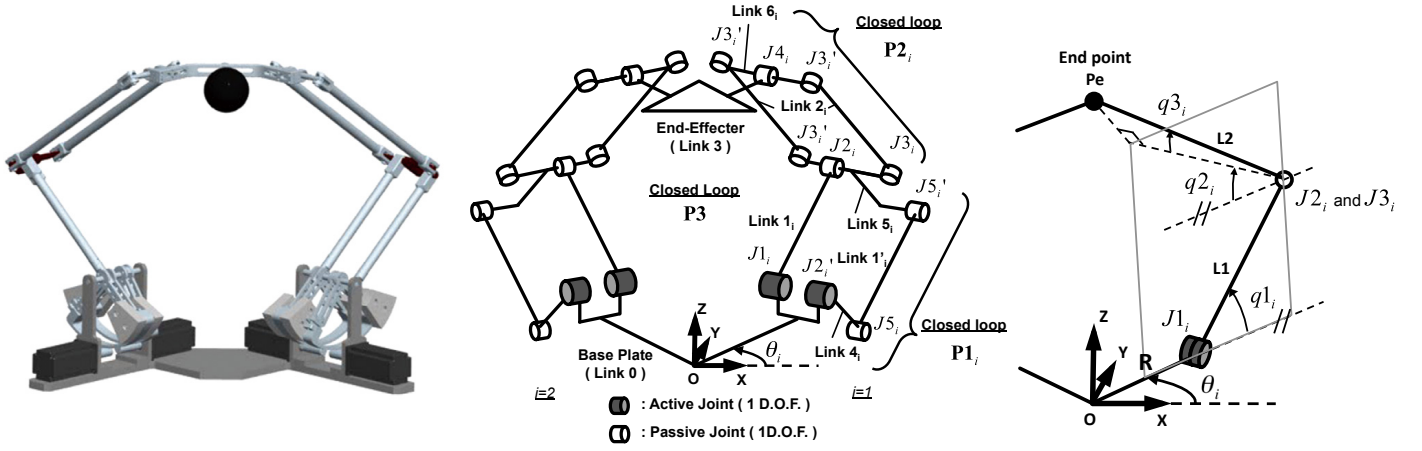 Link 6i
Closed loop
P2i
J3i'
J4i
J3i'
Link 2i
End-Effecter
( Link 3 )
J3i'
J2i
J3i
Closed Loop
P3
J5i'
Link 1i
Link 5i
J1i
J2i'
Link 1'i
J5i
Closed loop
P1i
Link 4i
Base Plate
( Link 0 )
Z
Y
X
O
θi
i=2
i=1
: Active Joint ( 1 D.O.F. )
: Passive Joint ( 1D.O.F. )
End point
Pe
q3i
L2
q2i
J2i and J3i
L1
q1i
J1i
Z
Y
R
θi
O
X